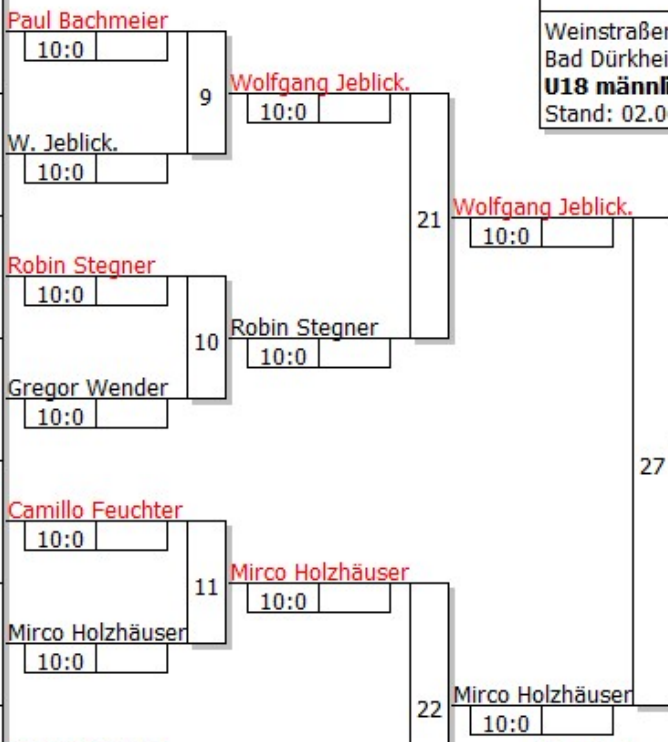 Paul Bachmeier
10:0
9
W. Jeblick.
10:0
Wolfgang Jeblick.
10:0
Robin Stegner
10:0
10
Gregor Wender
10:0
Robin Stegner
10:0
21
Wolfgang Jeblick.
10:0
Camillo Feuchter
10:0
11
Mirco Holzhäuser
10:0
Mirco Holzhäuser
10:0
22
Mirco Holzhäuser
10:0
27
Weinstraßen
Bad Dürkhei
U18 männli
Stand: 02.0